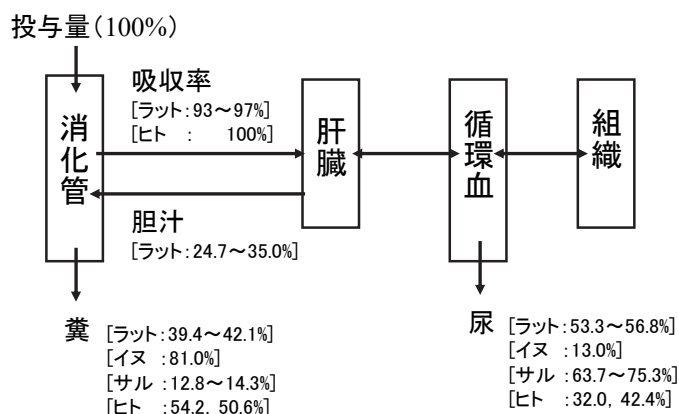 投与量(100%)
吸収率
[ラット:93～97%]
[ヒト : 100%]
消化管
肝臓
循環血
組織
胆汁
[ラット:24.7～35.0%]
糞
[ラット:39.4～42.1%]
[イヌ :81.0%]
[サル :12.8～14.3%]
[ヒト :54.2, 50.6%]
尿
[ラット:53.3～56.8%]
[イヌ :13.0%]
[サル :63.7～75.3%]
[ヒト :32.0, 42.4%]